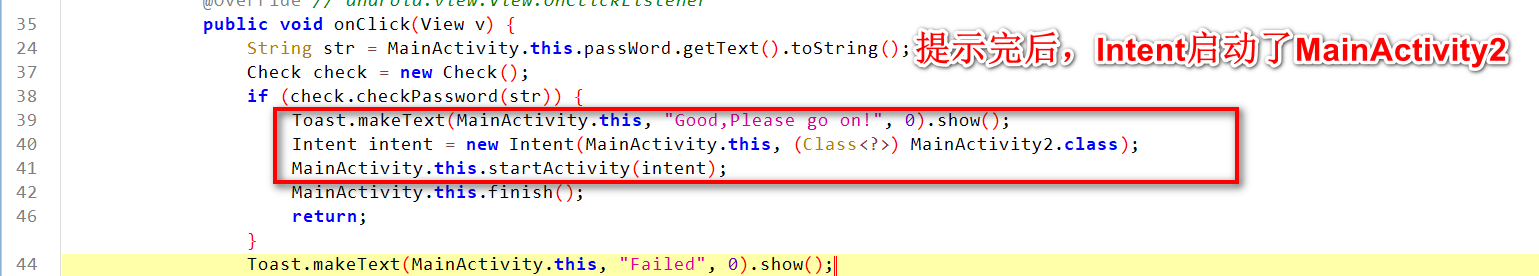 @Override // android.view.View.OnClickListener
35 public void onClick(View v) {
24 String str = MainActivity.this.passWord.getText().toString(); 提示完后，Intent启动了MainActivity2
37 Check check = new Check();
38 if (check.checkPassword(str)) {
39 Toast.makeText(MainActivity.this, "Good,Please go on!", 0).show();
40 Intent intent = new Intent(MainActivity.this, (Class<?>) MainActivity2.class);
41 MainActivity.this.startActivity(intent);
42 MainActivity.this.finish();
46 return;
}
44 Toast.makeText(MainActivity.this, "Failed", 0).show();